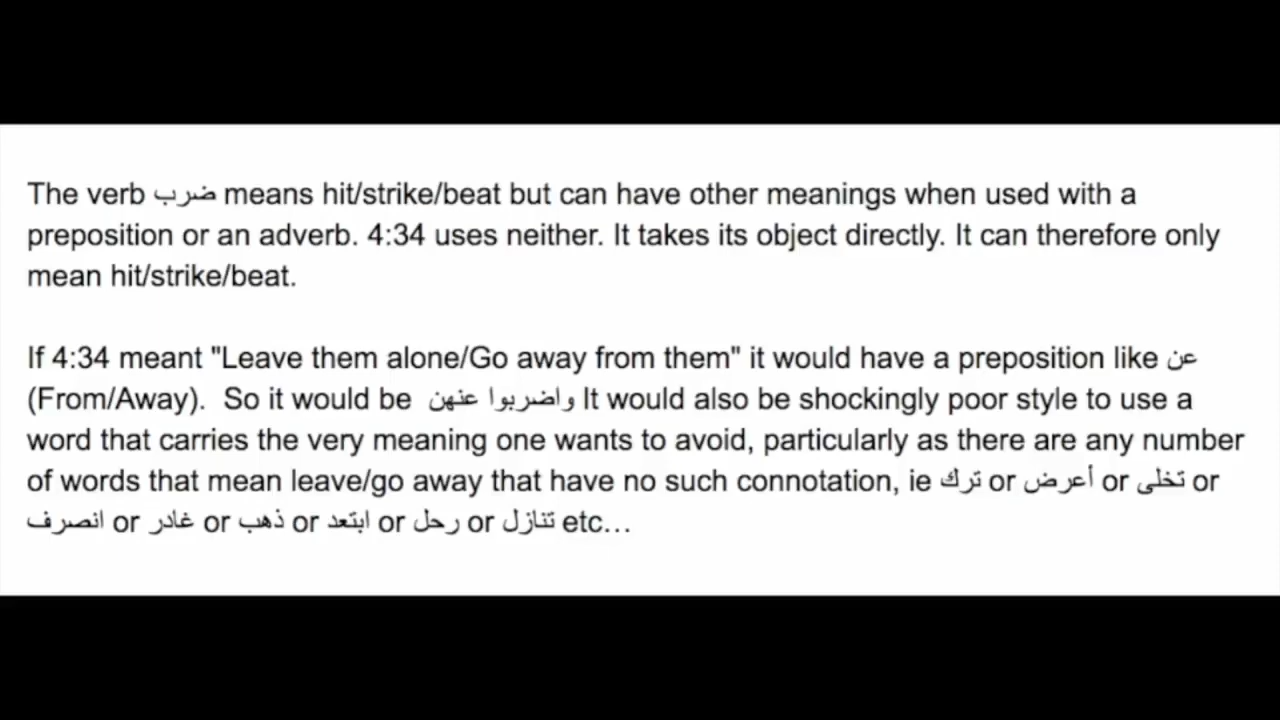 The verb ضرب means hit/strike/beat but can have other meanings when used with a
preposition or an adverb. 4:34 uses neither. It takes its object directly. It can therefore only
mean hit/strike/beat.
If 4:34 meant "Leave them alone/Go away from them" it would have a preposition like عن
(From/Away).  So it would be  واضربوا عنهن It would also be shockingly poor style to use a
word that carries the very meaning one wants to avoid, particularly as there are any number
of words that mean leave/go away that have no such connotation, ie ترك or أعرض or تخلى or
انصرف or غادر or ذهب or ابتعد or رحل or تنازل etc...